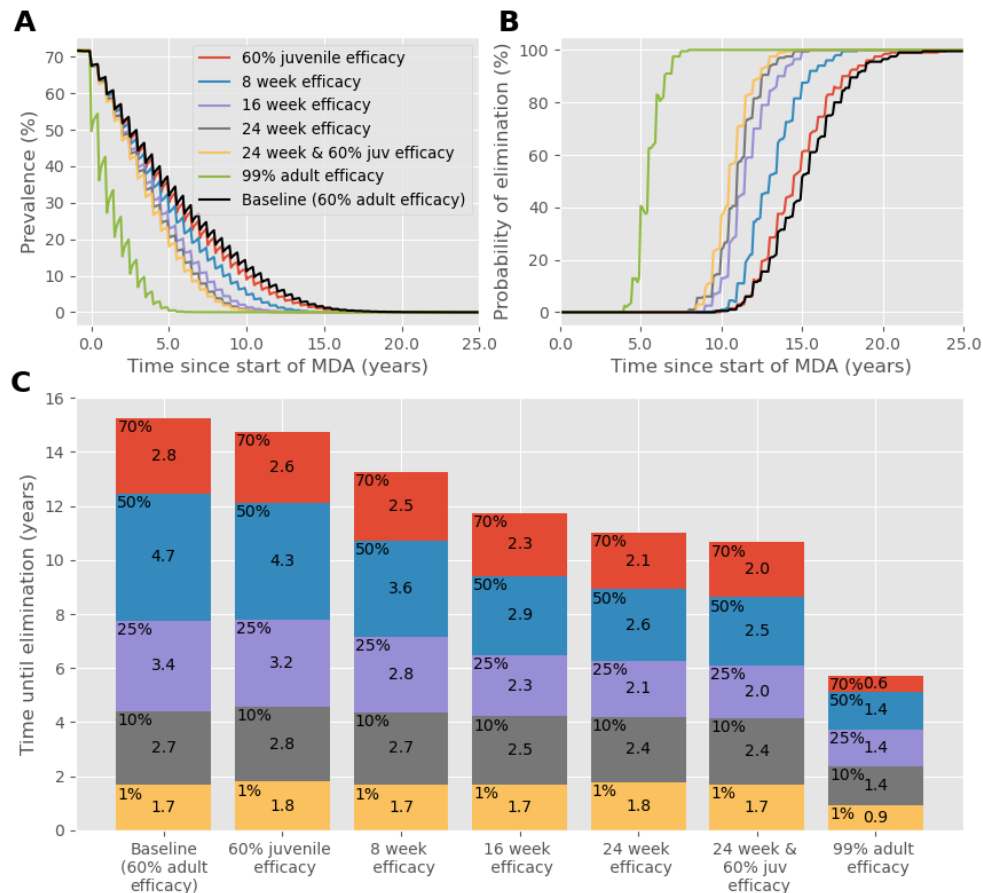 A
B
70
60
50
40
30
20
10
0
Prevalence (%)
0.0 5.0 10.0 15.0 20.0 25.0
Time since start of MDA (years)
60% juvenile efficacy
8 week efficacy
16 week efficacy
24 week efficacy
24 week & 60% juv efficacy
99% adult efficacy
Baseline (60% adult efficacy)
100
80
60
40
20
0
Probability of elimination (%)
0.0 5.0 10.0 15.0 20.0 25.0
Time since start of MDA (years)
C
16
14
12
10
8
6
4
2
0
Time until elimination (years)
70%
2.8
50%
4.7
25%
3.4
10%
2.7
1%
1.7
70%
2.6
50%
4.3
25%
3.2
10%
2.8
1%
1.8
70%
2.5
50%
3.6
25%
2.8
10%
2.7
1%
1.7
70%
2.3
50%
2.9
25%
2.3
10%
2.5
1%
1.7
70%
2.1
50%
2.6
25%
2.1
10%
2.4
1%
1.8
70%
2.0
50%
2.5
25%
2.0
10%
2.4
1%
1.7
70% 0.6
50%
1.4
25%
1.4
10%
1.4
1%
0.9
Baseline
(60% adult
efficacy)
60% juvenile
efficacy
8 week
efficacy
16 week
efficacy
24 week
efficacy
24 week &
60% juv
efficacy
99% adult
efficacy